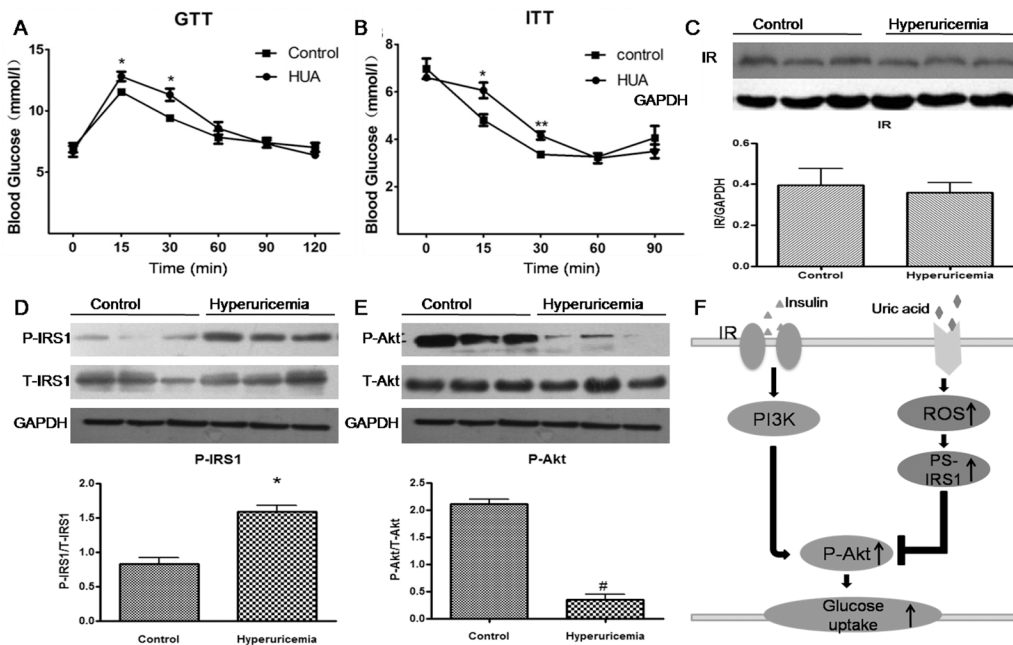 A
GTT
Blood Glucose (mmol/l)
15
10
5
*
*
Control
HUA
0
15
30
60
90
120
Time (min)
B
ITT
Blood Glucose (mmol/l)
8
6
4
2
0
*
**
control
HUA
0
15
30
60
90
Time (min)
C
Control
Hyperuricemia
IR
GAPDH
IR
IR/GAPDH
0.6
0.4
0.2
0.0
Control
Hyperuricemia
D
Control
Hyperuricemia
P-IRS1
T-IRS1
GAPDH
P-IRS1
P-IRS1/T-IRS1
2.0
1.5
1.0
0.5
0.0
*
Control
Hyperuricemia
E
Control
Hyperuricemia
P-Akt
T-Akt
GAPDH
P-Akt
P-Akt/T-Akt
2.5
2.0
1.5
1.0
0.5
0.0
#
Control
Hyperuricemia
F
Insulin
Uric acid
IR
PI3K
ROS
PS-
IRS1
P-Akt
Glucose
uptake